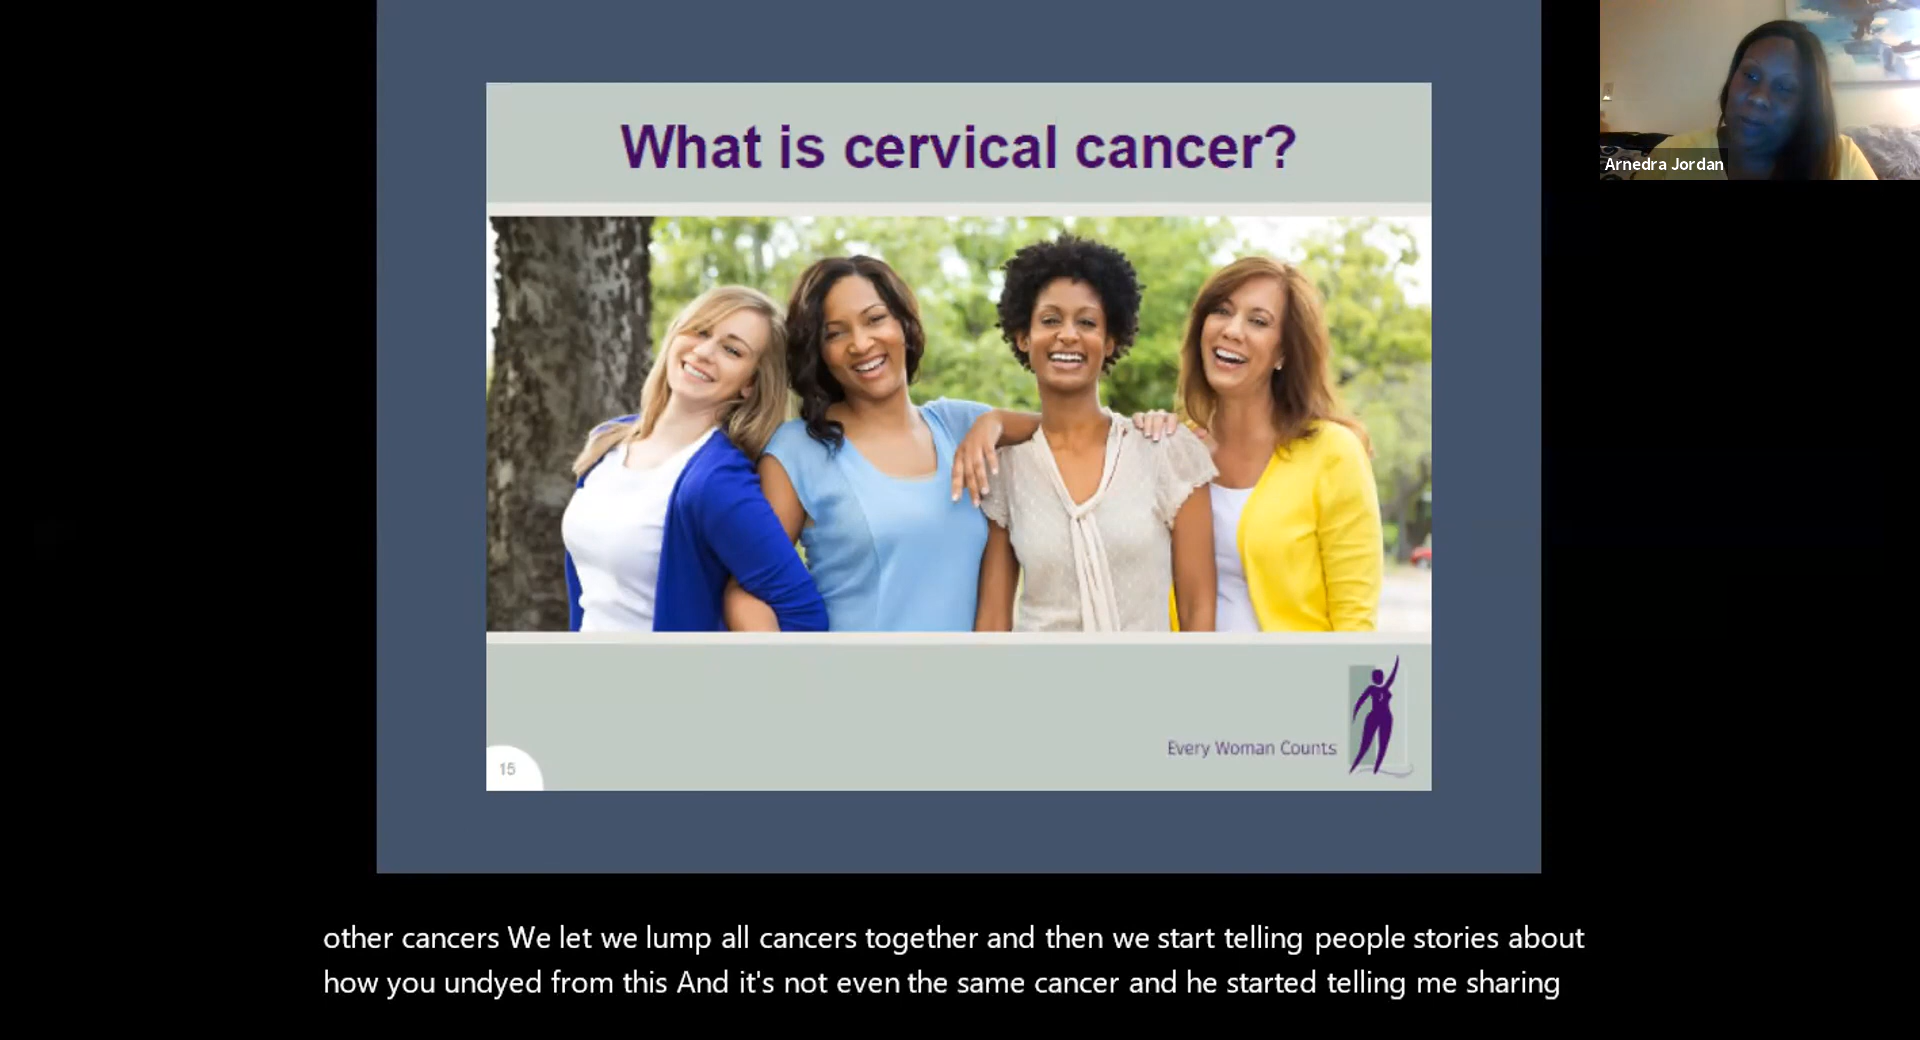 What is cervical cancer?
Arnedra Jordan
Every Woman Counts
15
other cancers We let we lump all cancers together and then we start telling people stories about
how you undyed from this And it's not even the same cancer and he started telling me sharing